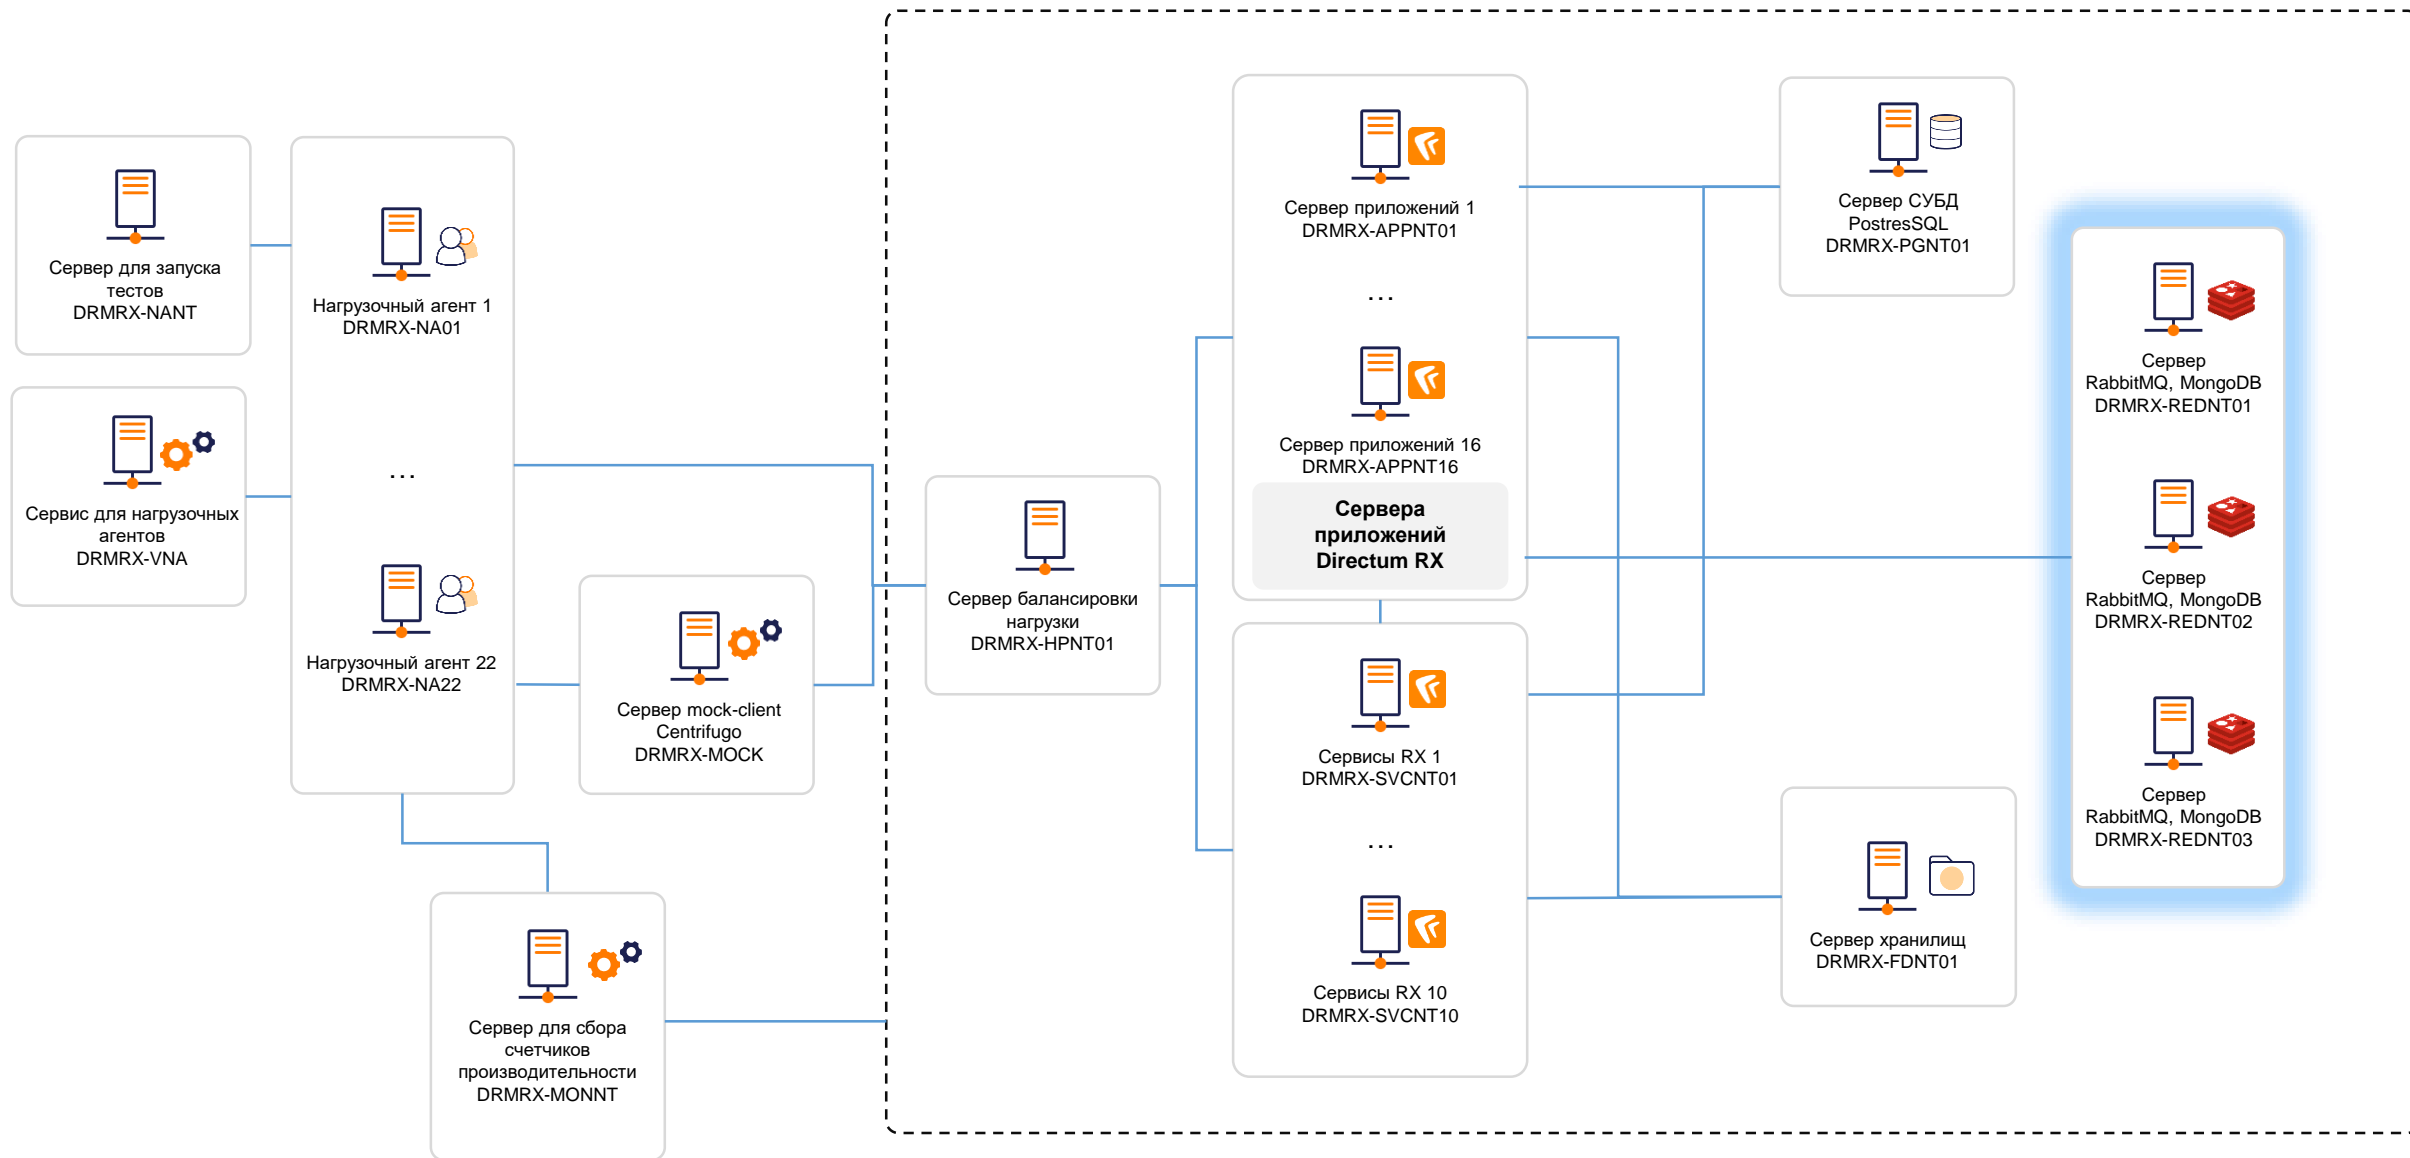 Сервер для запуска
тестов
DRMRX-NANT
Сервис для нагрузочных
агентов
DRMRX-VNA
Нагрузочный агент 1
DRMRX-NA01
...
Нагрузочный агент 22
DRMRX-NA22
Сервер mock-client
Centrifugo
DRMRX-MOCK
Сервер для сбора
счетчиков
производительности
DRMRX-MONNT
Сервер балансировки
нагрузки
DRMRX-HPNT01
Сервер приложений 1
DRMRX-APPNT01
...
Сервер приложений 16
DRMRX-APPNT16
Сервера
приложений
Directum RX
Сервисы RX 1
DRMRX-SVCNT01
...
Сервисы RX 10
DRMRX-SVCNT10
Сервер СУБД
PostresSQL
DRMRX-PGNT01
Сервер хранилищ
DRMRX-FDNT01
Сервер
RabbitMQ, MongoDB
DRMRX-REDNT01
Сервер
RabbitMQ, MongoDB
DRMRX-REDNT02
Сервер
RabbitMQ, MongoDB
DRMRX-REDNT03